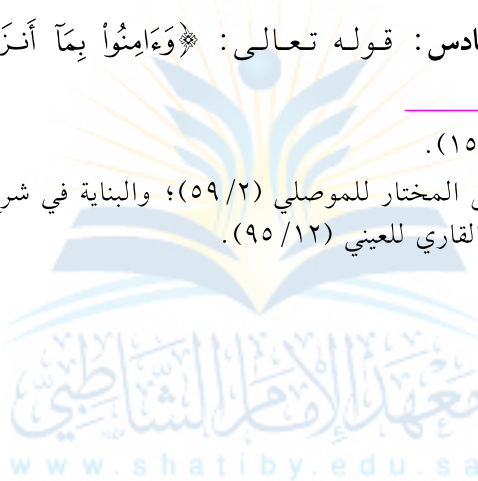 ادس: قوله تعالى: ﴿وَءَامِنُوا۟ بِمَآ أَنزَ
١٥).
المختار للموصلي (٥٩/٢)؛ والبناية في شر
القاري للعيني (٩٥/١٢).
معهد الإمام الشاطبي
www.shatiby.edu.sa